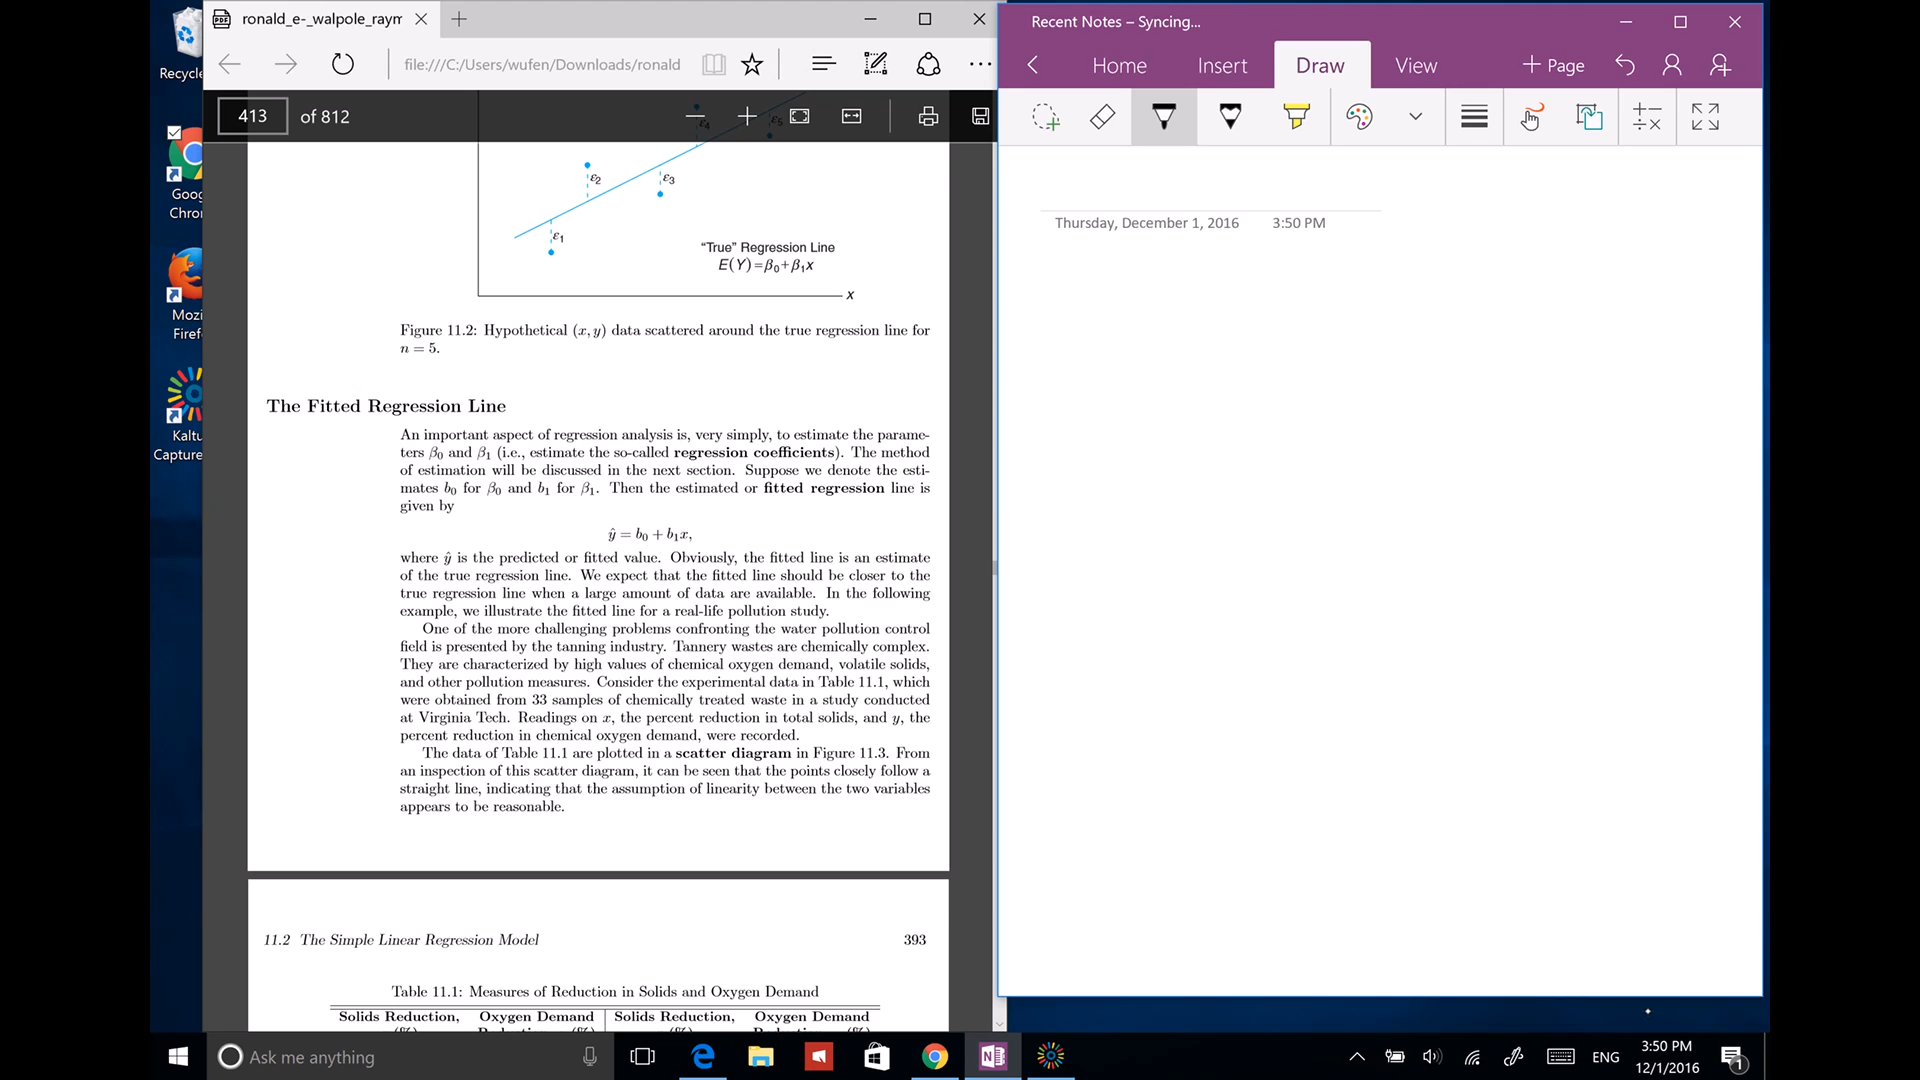 Recycle
Goog
Chron
Mozi
Firef
Kaltu
Capture
ronald_e-_walpole_raym
file:///C:/Users/wufen/Downloads/ronald
413 of 812
ε4
ε5
ε2
ε3
ε1
"True" Regression Line
E(Y)=β0+β1x
x
Figure 11.2: Hypothetical (x, y) data scattered around the true regression line for
n = 5.
The Fitted Regression Line
An important aspect of regression analysis is, very simply, to estimate the parame-
ters β0 and β1 (i.e., estimate the so-called regression coefficients). The method
of estimation will be discussed in the next section. Suppose we denote the esti-
mates b0 for β0 and b1 for β1. Then the estimated or fitted regression line is
given by
ŷ = b0 + b1x,
where ŷ is the predicted or fitted value. Obviously, the fitted line is an estimate
of the true regression line. We expect that the fitted line should be closer to the
true regression line when a large amount of data are available. In the following
example, we illustrate the fitted line for a real-life pollution study.
One of the more challenging problems confronting the water pollution control
field is presented by the tanning industry. Tannery wastes are chemically complex.
They are characterized by high values of chemical oxygen demand, volatile solids,
and other pollution measures. Consider the experimental data in Table 11.1, which
were obtained from 33 samples of chemically treated waste in a study conducted
at Virginia Tech. Readings on x, the percent reduction in total solids, and y, the
percent reduction in chemical oxygen demand, were recorded.
The data of Table 11.1 are plotted in a scatter diagram in Figure 11.3. From
an inspection of this scatter diagram, it can be seen that the points closely follow a
straight line, indicating that the assumption of linearity between the two variables
appears to be reasonable.
11.2 The Simple Linear Regression Model 393
Table 11.1: Measures of Reduction in Solids and Oxygen Demand
Solids Reduction, Oxygen Demand Solids Reduction, Oxygen Demand
Recent Notes – Syncing...
Home Insert Draw View + Page
Thursday, December 1, 2016 3:50 PM
Ask me anything
ENG
3:50 PM
12/1/2016
1